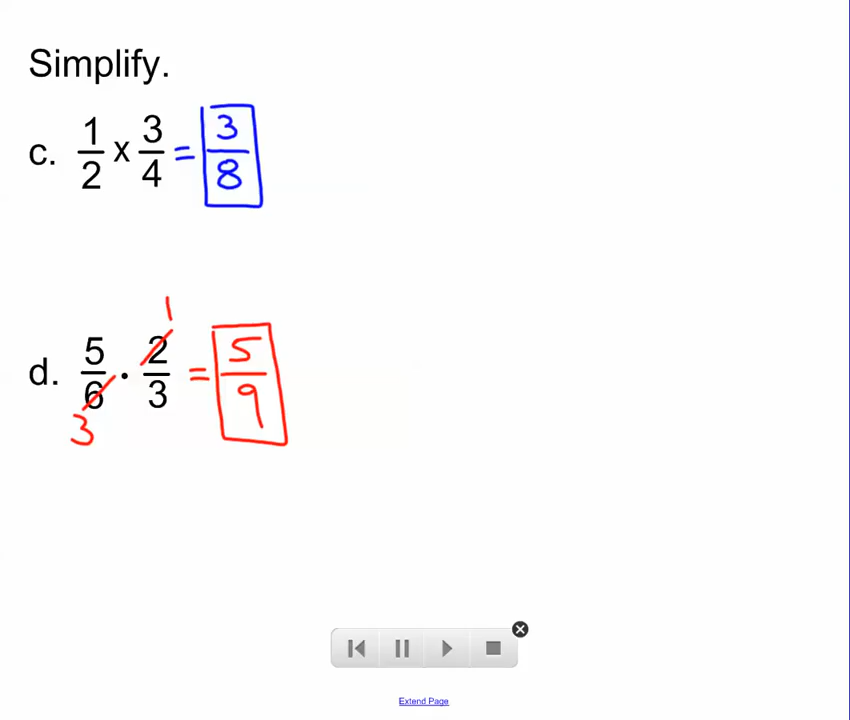 Simplify.
c. 1/2 x 3/4 = 3/8
1
d. 5/6 · 2/3 = 5/9
3
Extend Page